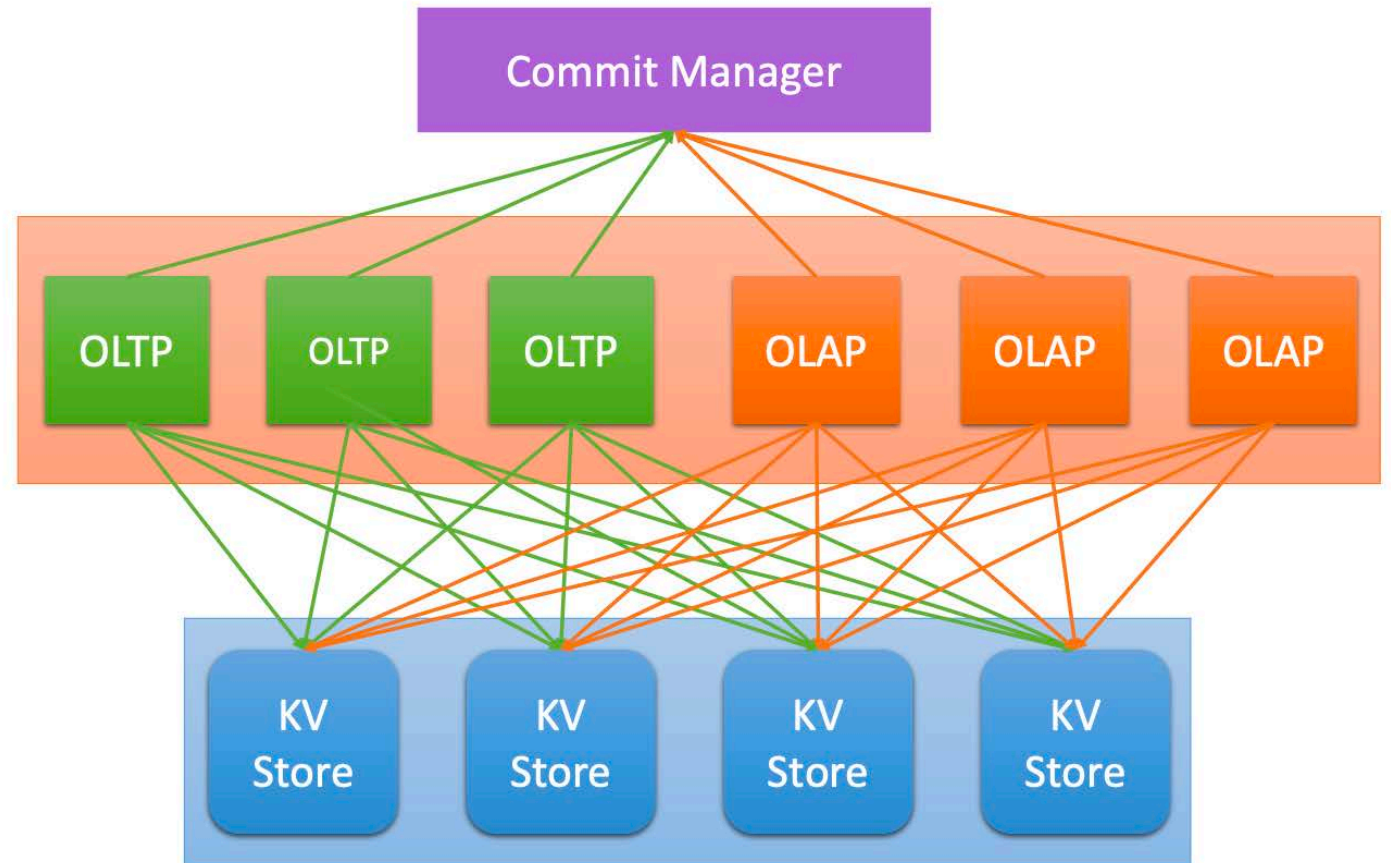 Commit Manager
OLTP
OLTP
OLTP
OLAP
OLAP
OLAP
KV
Store
KV
Store
KV
Store
KV
Store